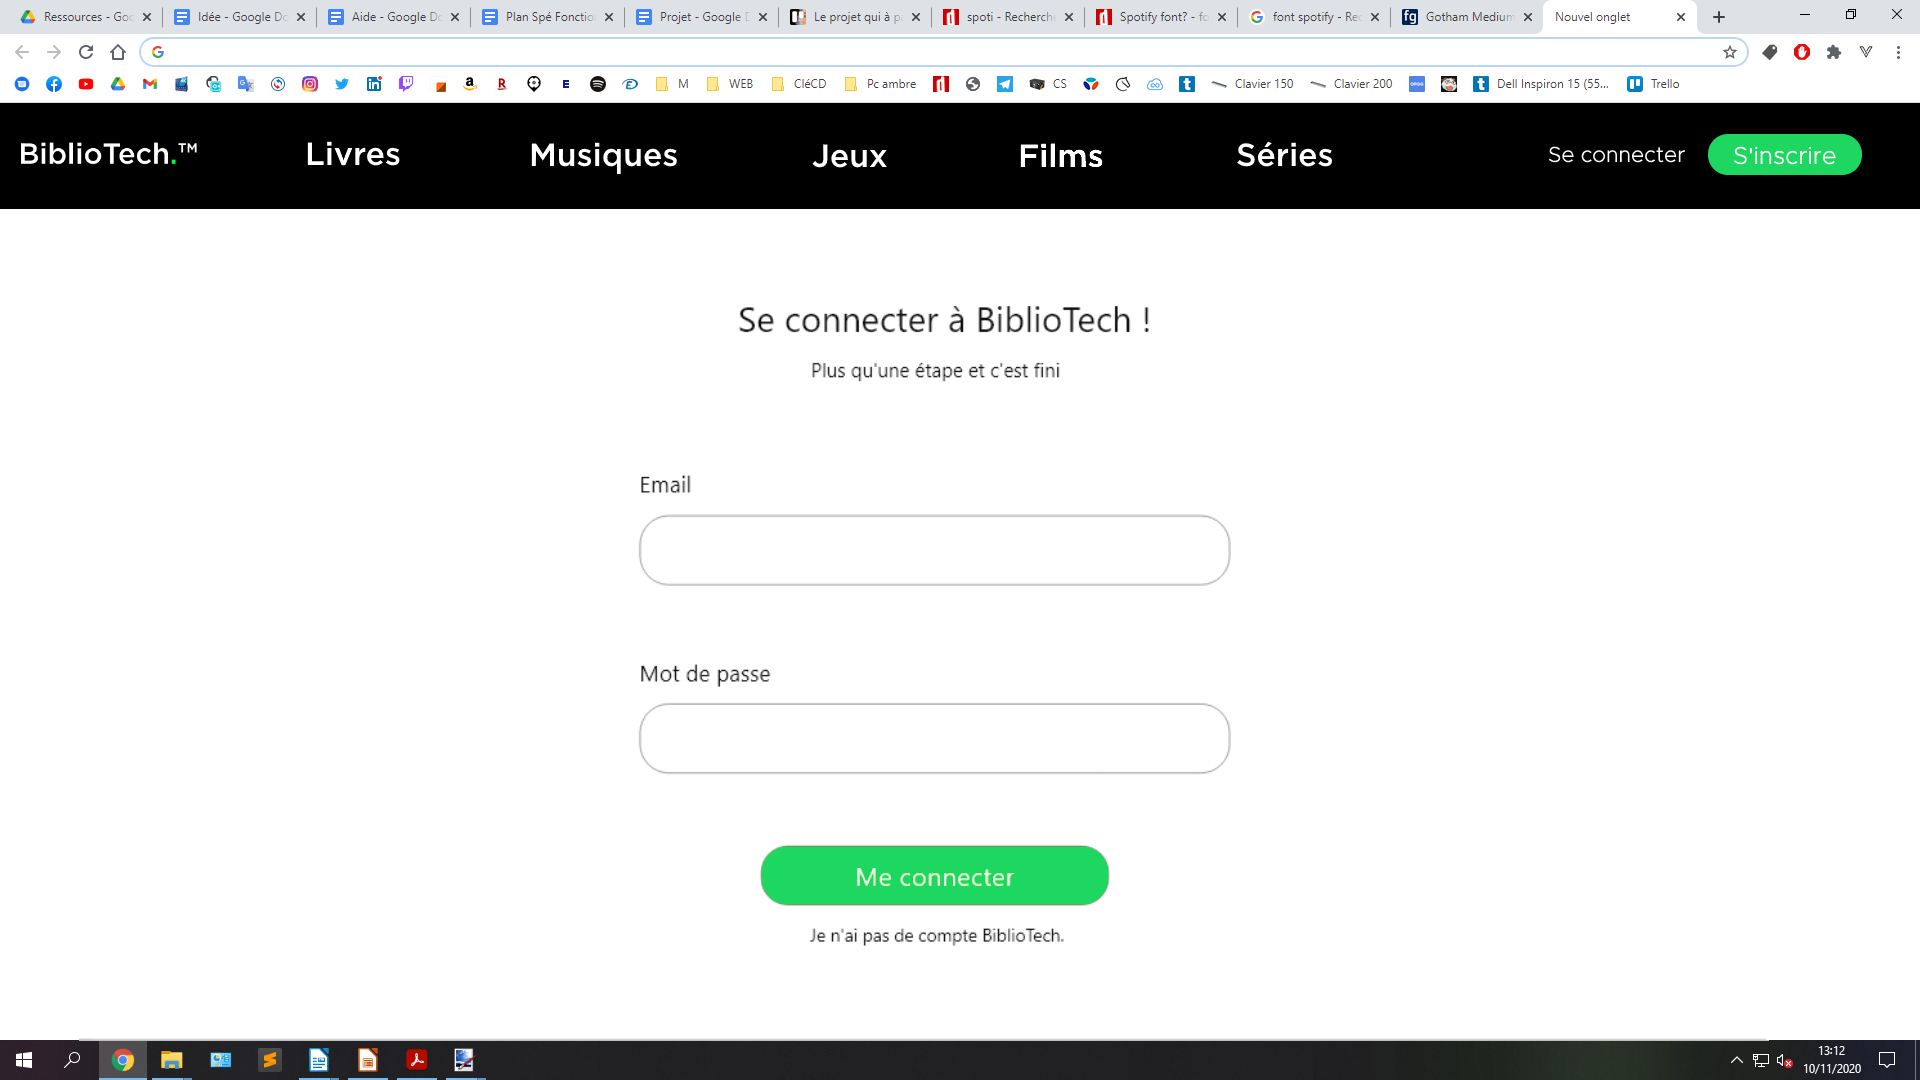 Ressources - Goo
Idée - Google Do
Aide - Google Do
Plan Spé Fonction
Projet - Google D
Le projet qui à p
spoti - Recherche
Spotify font? - fo
font spotify - Rec
Gotham Medium
Nouvel onglet
M
WEB
CléCD
Pc ambre
CS
Clavier 150
Clavier 200
Dell Inspiron 15 (55...
Trello
BiblioTech.™
Livres
Musiques
Jeux
Films
Séries
Se connecter
S'inscrire
Se connecter à BiblioTech !
Plus qu'une étape et c'est fini
Email
Mot de passe
Me connecter
Je n'ai pas de compte BiblioTech.
13:12
10/11/2020